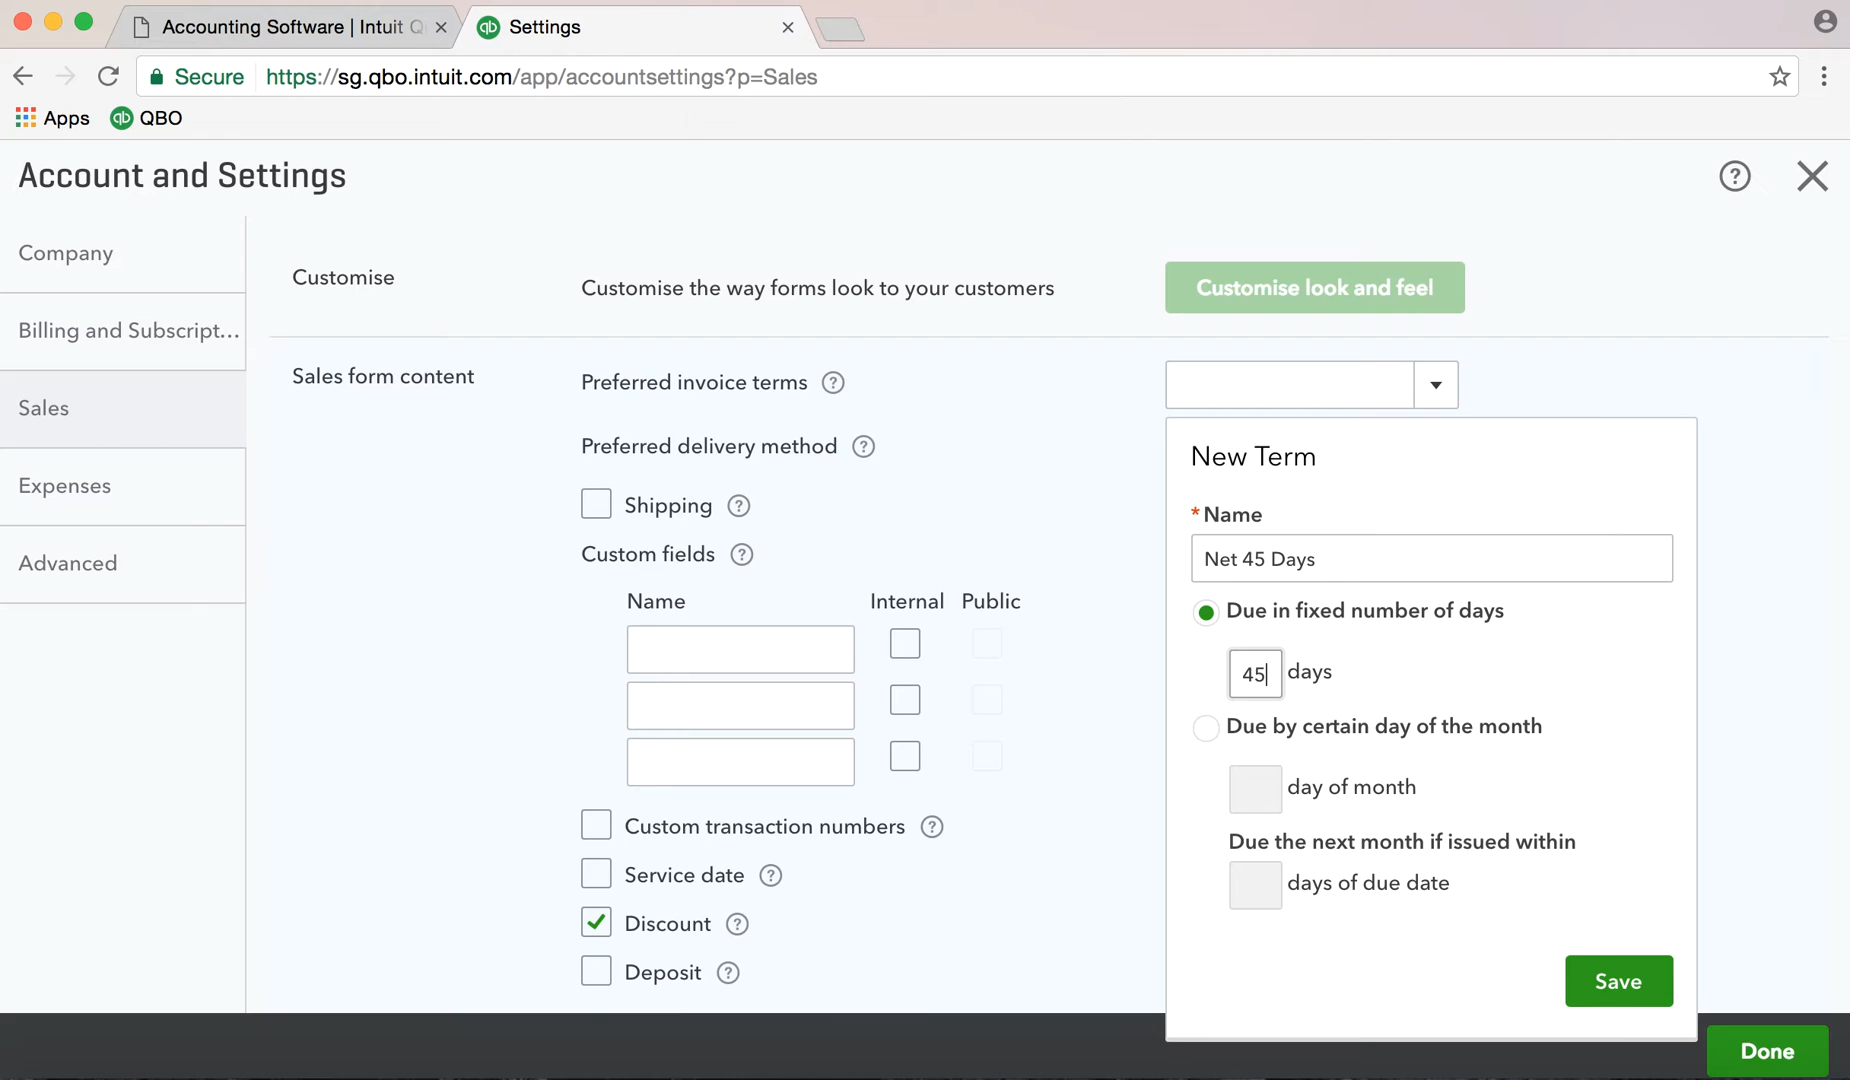 Accounting Software | Intuit Q
Settings
Secure https://sg.qbo.intuit.com/app/accountsettings?p=Sales
Apps QBO
Account and Settings
Company
Billing and Subscript...
Sales
Expenses
Advanced
Customise
Customise the way forms look to your customers
Customise look and feel
Sales form content
Preferred invoice terms ?
Preferred delivery method ?
Shipping ?
Custom fields ?
Name Internal Public
Custom transaction numbers ?
Service date ?
Discount ?
Deposit ?
New Term
* Name
Net 45 Days
Due in fixed number of days
45 days
Due by certain day of the month
day of month
Due the next month if issued within
days of due date
Save
Done